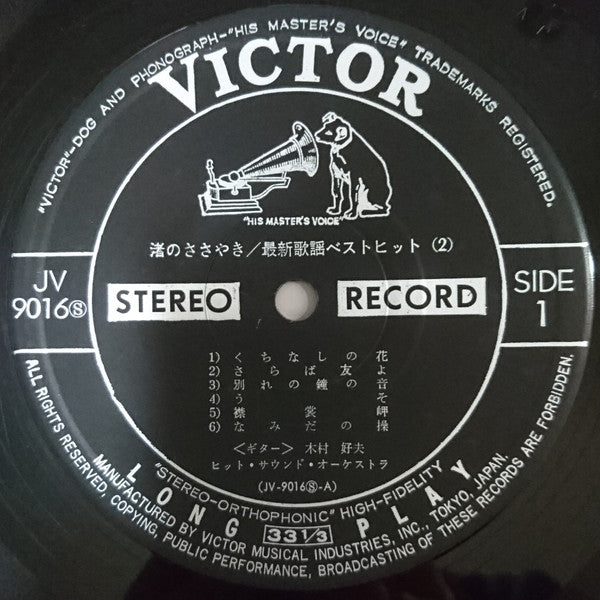 "VICTOR"-DOG AND PHONOGRAPH-"HIS MASTER'S VOICE" TRADEMARKS REGISTERED.
VICTOR
"HIS MASTER'S VOICE"
渚のささやき/最新歌謡ベストヒット (2)
JV
9016Ⓢ
STEREO
RECORD
SIDE
1
1) くちなしの花
2) さらば友よ
3) 別れの鐘の音
4) うそ
5) 襟裳岬
6) なみだの操
<ギター> 木村 好夫
ヒット・サウンド・オーケストラ
(JV-9016Ⓢ-A)
"STEREO-ORTHOPHONIC" HIGH-FIDELITY
LONG 33 1/3 PLAY
MANUFACTURED BY VICTOR MUSICAL INDUSTRIES, INC., TOKYO, JAPAN.
ALL RIGHTS RESERVED, COPYING, PUBLIC PERFORMANCE, BROADCASTING OF THESE RECORDS ARE FORBIDDEN.